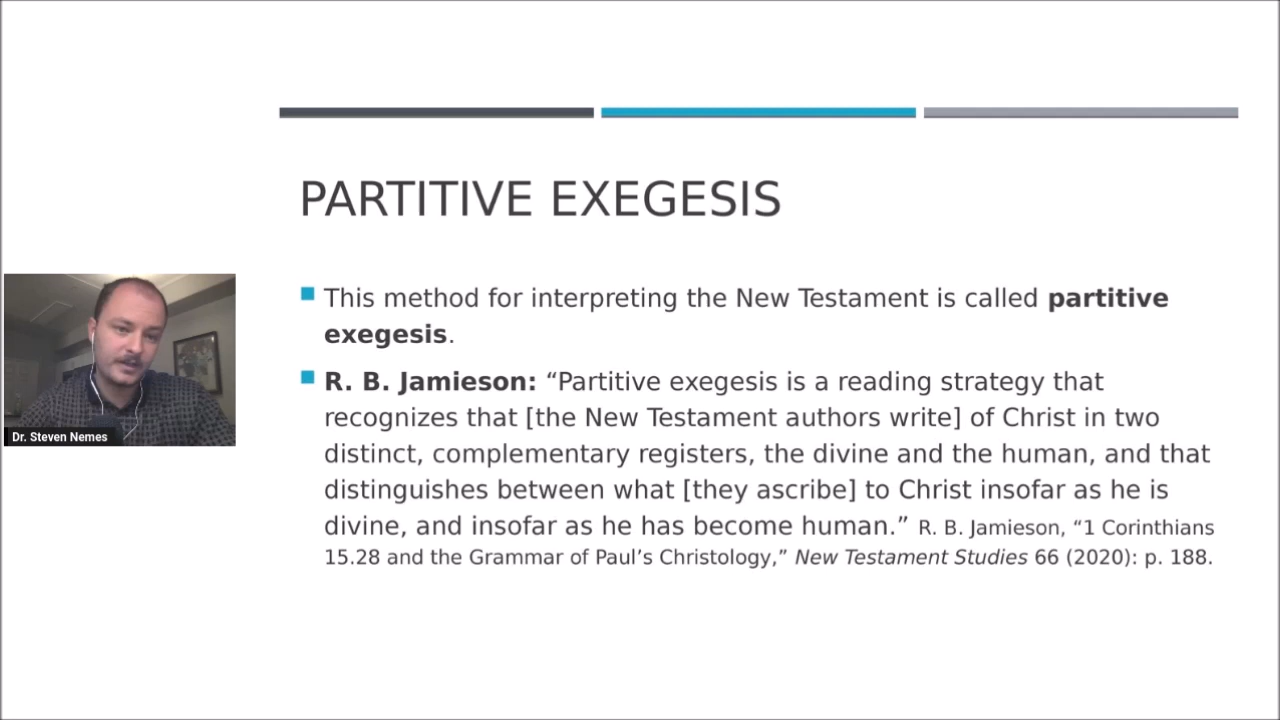 PARTITIVE EXEGESIS
This method for interpreting the New Testament is called partitive
exegesis.
R. B. Jamieson: “Partitive exegesis is a reading strategy that
recognizes that [the New Testament authors write] of Christ in two
distinct, complementary registers, the divine and the human, and that
distinguishes between what [they ascribe] to Christ insofar as he is
divine, and insofar as he has become human.” R. B. Jamieson, “1 Corinthians
15.28 and the Grammar of Paul’s Christology,” New Testament Studies 66 (2020): p. 188.
Dr. Steven Nemes